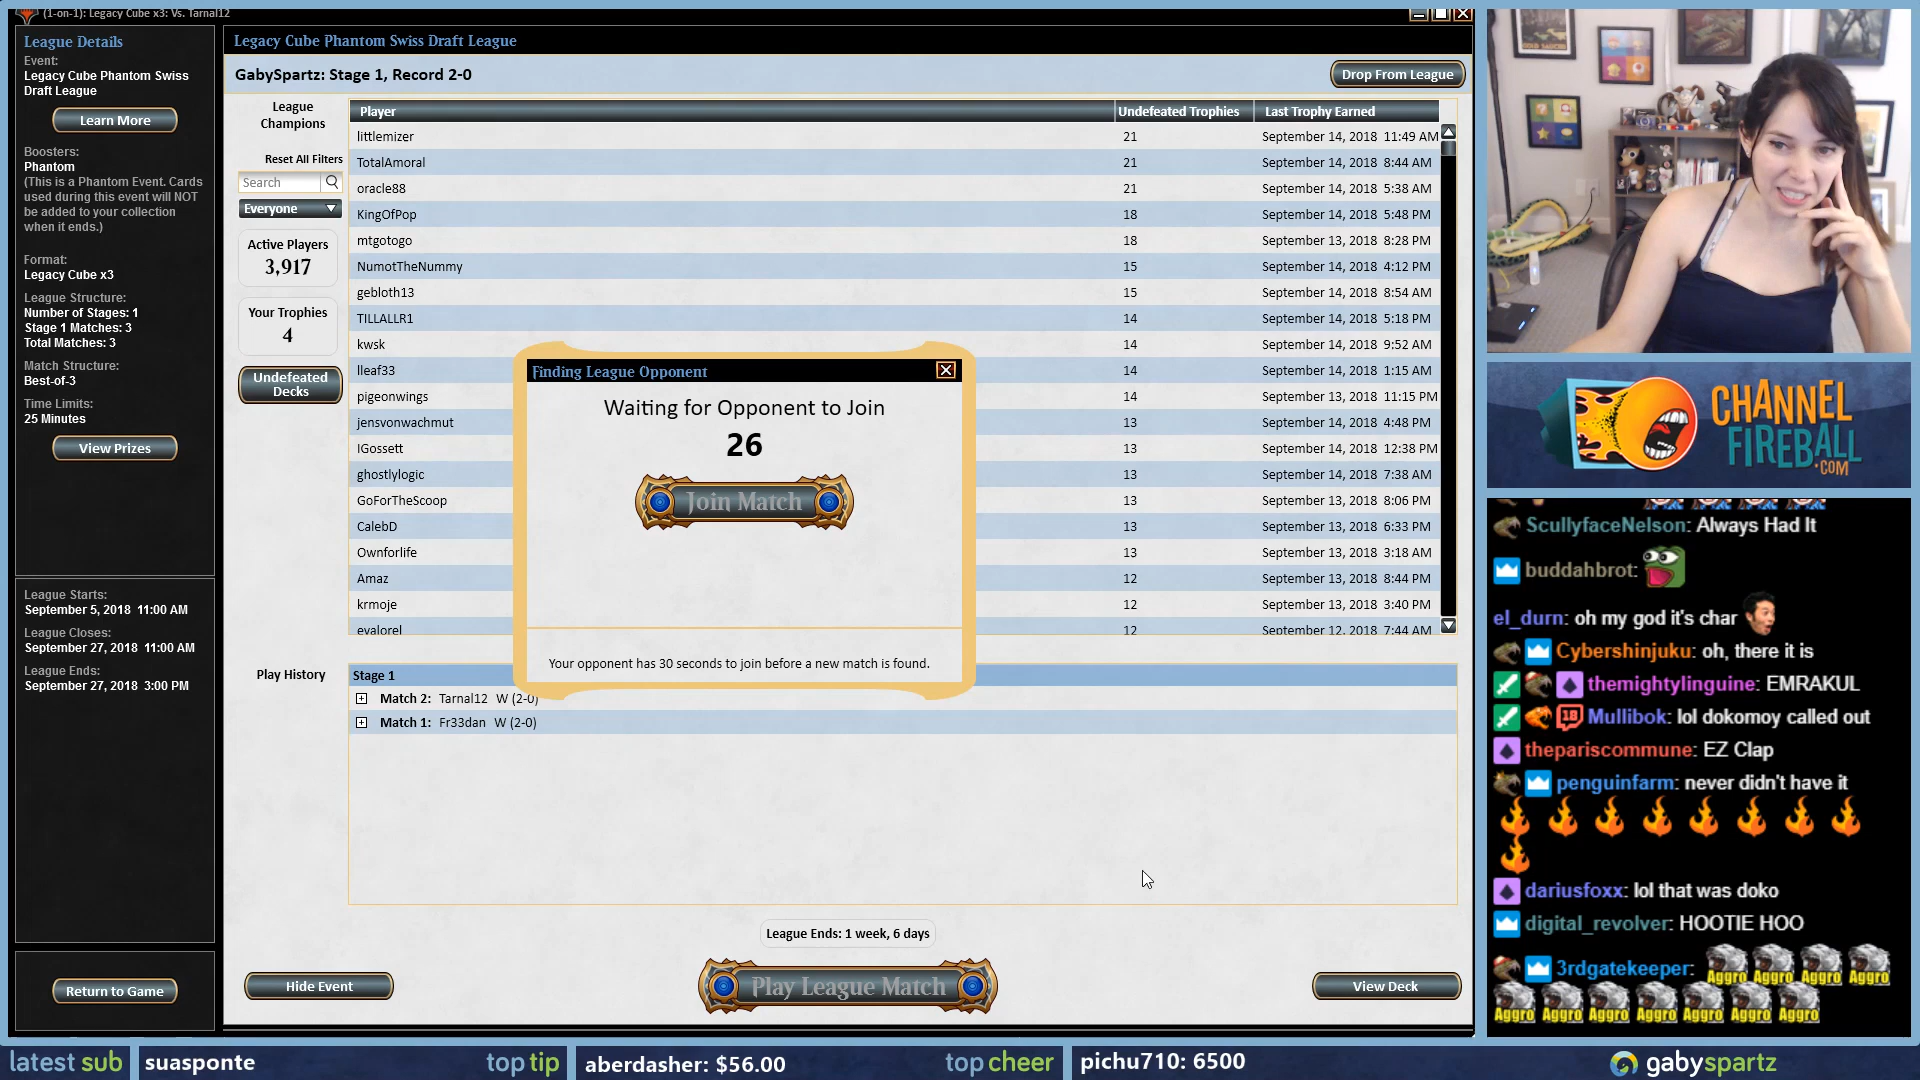 (1-on-1): Legacy Cube x3: Vs. Tarnal12
League Details
Event:
Legacy Cube Phantom Swiss
Draft League
Learn More
Boosters:
Phantom
(This is a Phantom Event. Cards
used during this event will NOT
be added to your collection
when it ends.)
Format:
Legacy Cube x3
League Structure:
Number of Stages: 1
Stage 1 Matches: 3
Total Matches: 3
Match Structure:
Best-of-3
Time Limits:
25 Minutes
View Prizes
League Starts:
September 5, 2018 11:00 AM
League Closes:
September 27, 2018 11:00 AM
League Ends:
September 27, 2018 3:00 PM
Return to Game
Legacy Cube Phantom Swiss Draft League
GabySpartz: Stage 1, Record 2-0
Drop From League
League
Champions
Reset All Filters
Search
Everyone
Active Players
3,917
Your Trophies
4
Undefeated
Decks
Player Undefeated Trophies Last Trophy Earned
littlemizer 21 September 14, 2018 11:49 AM
TotalAmoral 21 September 14, 2018 8:44 AM
oracle88 21 September 14, 2018 5:38 AM
KingOfPop 18 September 14, 2018 5:48 PM
mtgotogo 18 September 13, 2018 8:28 PM
NumotTheNummy 15 September 14, 2018 4:12 PM
gebloth13 15 September 14, 2018 8:54 AM
TILLALLR1 14 September 14, 2018 5:18 PM
kwsk 14 September 14, 2018 9:52 AM
lleaf33 14 September 14, 2018 1:15 AM
pigeonwings 14 September 13, 2018 11:15 PM
jensvonwachmut 13 September 14, 2018 4:48 PM
IGossett 13 September 14, 2018 12:38 PM
ghostlylogic 13 September 14, 2018 7:38 AM
GoForTheScoop 13 September 13, 2018 8:06 PM
CalebD 13 September 13, 2018 6:33 PM
Ownforlife 13 September 13, 2018 3:18 AM
Amaz 12 September 13, 2018 8:44 PM
krmoje 12 September 13, 2018 3:40 PM
evalorel 12 September 12, 2018 7:44 AM
Finding League Opponent
Waiting for Opponent to Join
26
Join Match
Your opponent has 30 seconds to join before a new match is found.
Play History
Stage 1
Match 2: Tarnal12 W (2-0)
Match 1: Fr33dan W (2-0)
League Ends: 1 week, 6 days
Hide Event
Play League Match
View Deck
CHANNEL
FIREBALL
.COM
ScullyfaceNelson: Always Had It
buddahbrot:
el_durn: oh my god it's char
Cybershinjuku: oh, there it is
themightylinguine: EMRAKUL
18 Mullibok: lol dokomoy called out
thepariscommune: EZ Clap
penguinfarm: never didn't have it
dariusfoxx: lol that was doko
digital_revolver: HOOTIE HOO
3rdgatekeeper: Aggro Aggro Aggro Aggro
Aggro Aggro Aggro Aggro Aggro Aggro Aggro
latest sub suasponte top tip aberdasher: $56.00 top cheer pichu710: 6500 gabyspartz